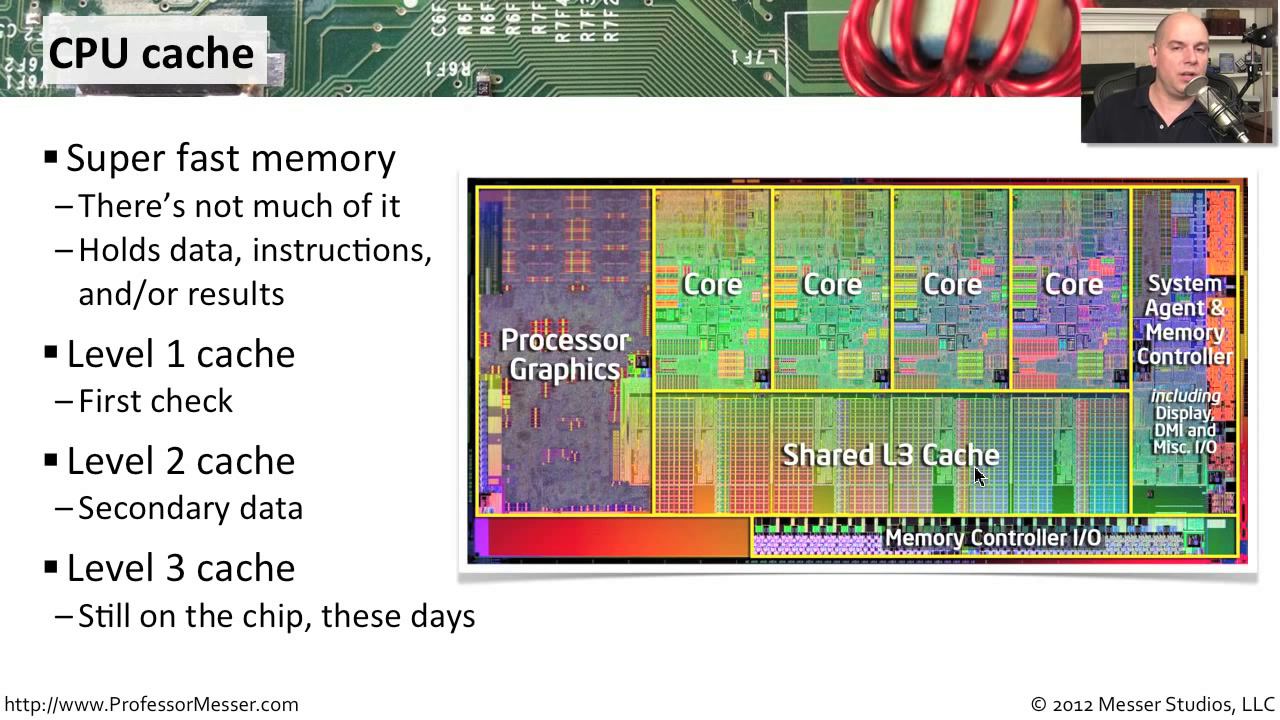 CPU cache
C6F
R6F
R6F
R6F
R7F
R7F4
R7F3
R7F2
R6F1
L7F1
▪ Super fast memory
– There's not much of it
– Holds data, instructions,
and/or results
▪ Level 1 cache
– First check
▪ Level 2 cache
– Secondary data
▪ Level 3 cache
– Still on the chip, these days
Processor
Graphics
Core
Core
Core
Core
System
Agent &
Memory
Controller
including
Display,
DMI and
Misc. I/O
Shared L3 Cache
Memory Controller I/O
http://www.ProfessorMesser.com
© 2012 Messer Studios, LLC